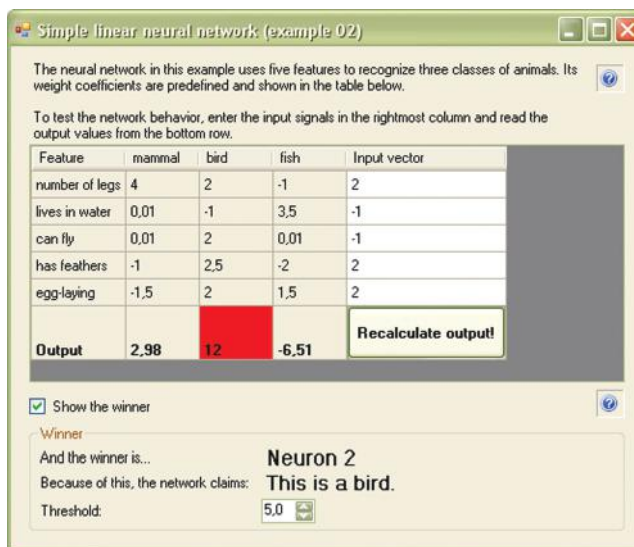 Simple linear neural network (example 02)
The neural network in this example uses five features to recognize three classes of animals. Its
weight coefficients are predefined and shown in the table below.
To test the network behavior, enter the input signals in the rightmost column and read the
output values from the bottom row.
Feature mammal bird fish Input vector
number of legs 4 2 -1 2
lives in water 0,01 -1 3,5 -1
can fly 0,01 2 0,01 -1
has feathers -1 2,5 -2 2
egg-laying -1,5 2 1,5 2
Output 2,98 12 -6,51 Recalculate output!
Show the winner
Winner
And the winner is... Neuron 2
Because of this, the network claims: This is a bird.
Threshold: 5,0